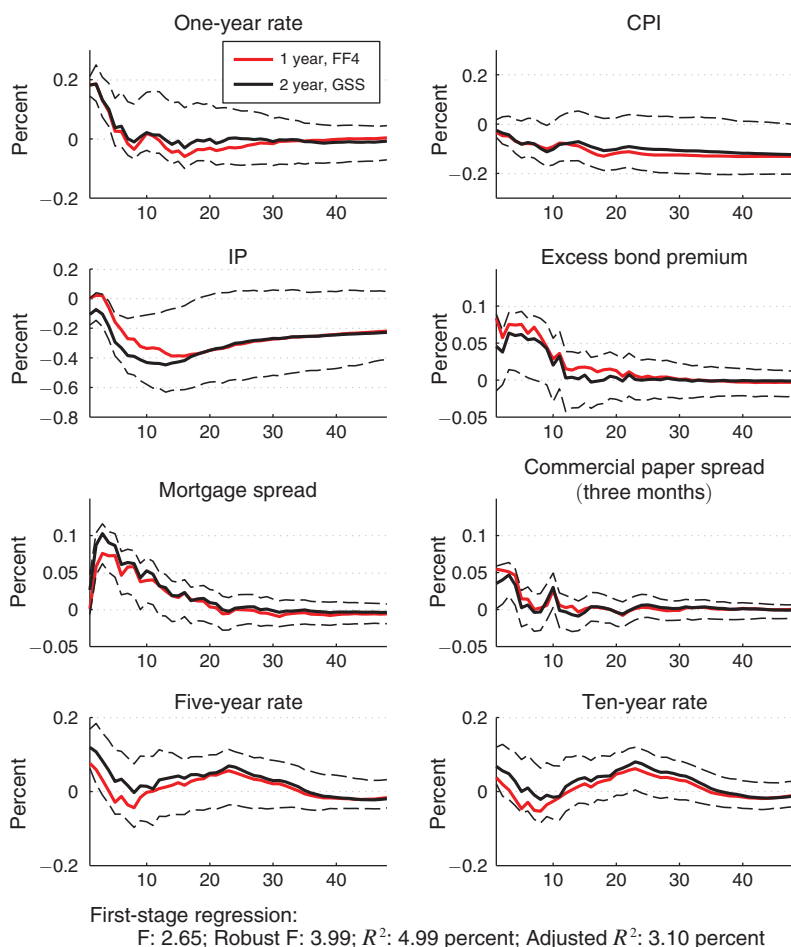 One-year rate
Percent
0.2
0
−0.2
10 20 30 40
1 year, FF4
2 year, GSS
CPI
Percent
0.2
0
−0.2
10 20 30 40
IP
Percent
0.2
0
−0.2
−0.4
−0.6
−0.8
10 20 30 40
Excess bond premium
Percent
0.1
0.05
0
−0.05
10 20 30 40
Mortgage spread
Percent
0.1
0.05
0
−0.05
10 20 30 40
Commercial paper spread
(three months)
Percent
0.1
0.05
0
−0.05
10 20 30 40
Five-year rate
Percent
0.2
0
−0.2
10 20 30 40
Ten-year rate
Percent
0.2
0
−0.2
10 20 30 40
First-stage regression:
F: 2.65; Robust F: 3.99; R²: 4.99 percent; Adjusted R²: 3.10 percent